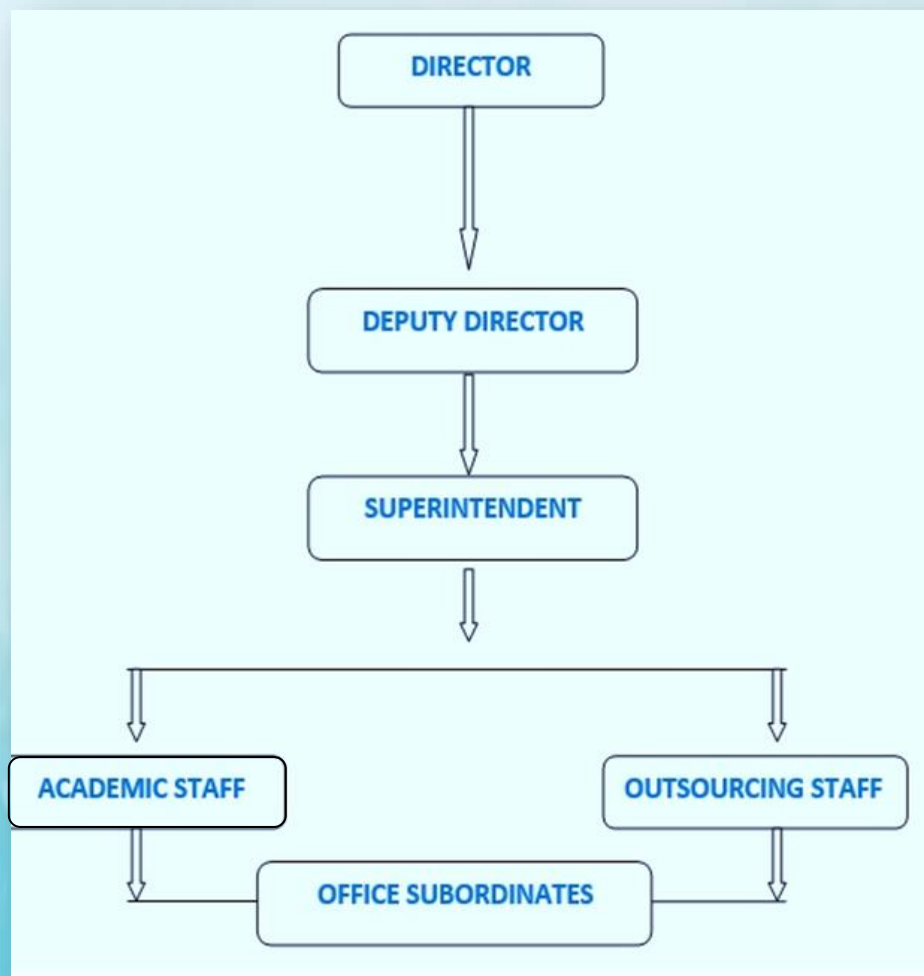 DIRECTOR
DEPUTY DIRECTOR
SUPERINTENDENT
ACADEMIC STAFF
OUTSOURCING STAFF
OFFICE SUBORDINATES